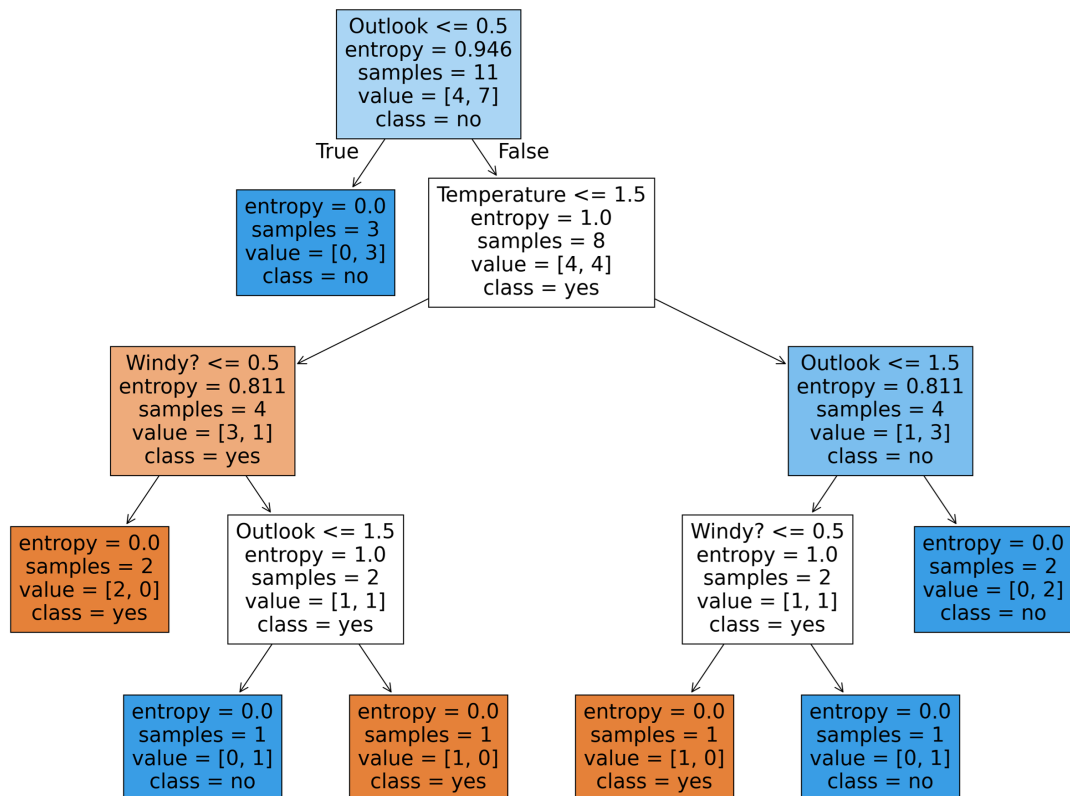 Outlook <= 0.5
entropy = 0.946
samples = 11
value = [4, 7]
class = no
True
False
entropy = 0.0
samples = 3
value = [0, 3]
class = no
Temperature <= 1.5
entropy = 1.0
samples = 8
value = [4, 4]
class = yes
Windy? <= 0.5
entropy = 0.811
samples = 4
value = [3, 1]
class = yes
Outlook <= 1.5
entropy = 0.811
samples = 4
value = [1, 3]
class = no
entropy = 0.0
samples = 2
value = [2, 0]
class = yes
Outlook <= 1.5
entropy = 1.0
samples = 2
value = [1, 1]
class = yes
Windy? <= 0.5
entropy = 1.0
samples = 2
value = [1, 1]
class = yes
entropy = 0.0
samples = 2
value = [0, 2]
class = no
entropy = 0.0
samples = 1
value = [0, 1]
class = no
entropy = 0.0
samples = 1
value = [1, 0]
class = yes
entropy = 0.0
samples = 1
value = [1, 0]
class = yes
entropy = 0.0
samples = 1
value = [0, 1]
class = no